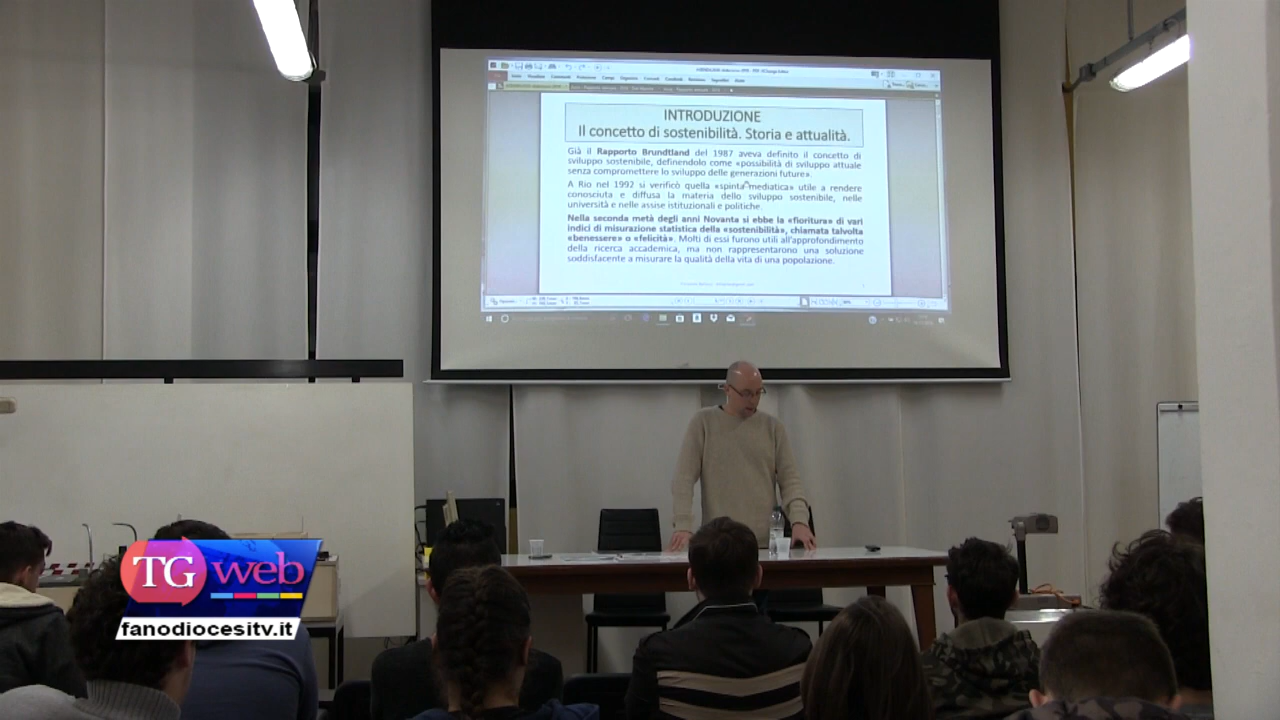 INTRODUZIONE
Il concetto di sostenibilità. Storia e attualità.
Già il Rapporto Brundtland del 1987 aveva definito il concetto di
sviluppo sostenibile, definendolo come «possibilità di sviluppo attuale
senza compromettere lo sviluppo delle generazioni future».
A Rio nel 1992 si verificò quella «spinta mediatica» utile a rendere
conosciuta e diffusa la materia dello sviluppo sostenibile, nelle
università e nelle assise istituzionali e politiche.
Nella seconda metà degli anni Novanta si ebbe la «fioritura» di vari
indici di misurazione statistica della «sostenibilità», chiamata talvolta
«benessere» o «felicità». Molti di essi furono utili all'approfondimento
della ricerca accademica, ma non rappresentarono una soluzione
soddisfacente a misurare la qualità della vita di una popolazione.
TG web
fanodiocesitv.it